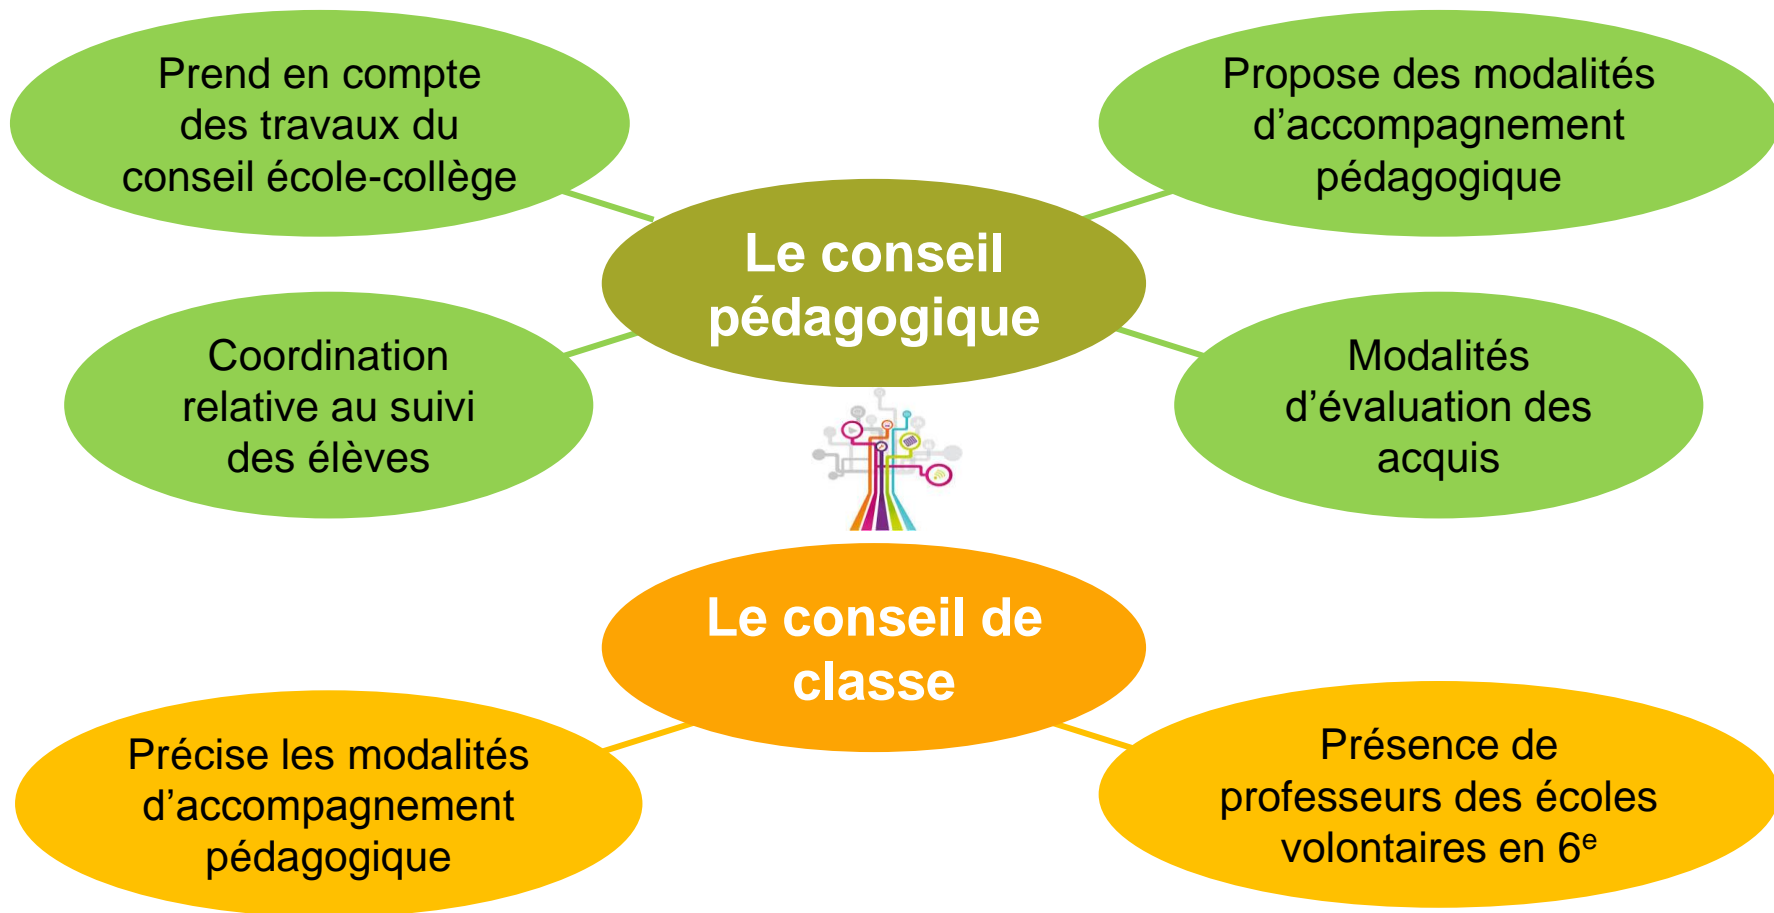 Prend en compte
des travaux du
conseil école-collège
Propose des modalités
d’accompagnement
pédagogique
Le conseil
pédagogique
Coordination
relative au suivi
des élèves
Modalités
d’évaluation des
acquis
Le conseil de
classe
Précise les modalités
d’accompagnement
pédagogique
Présence de
professeurs des écoles
volontaires en 6e